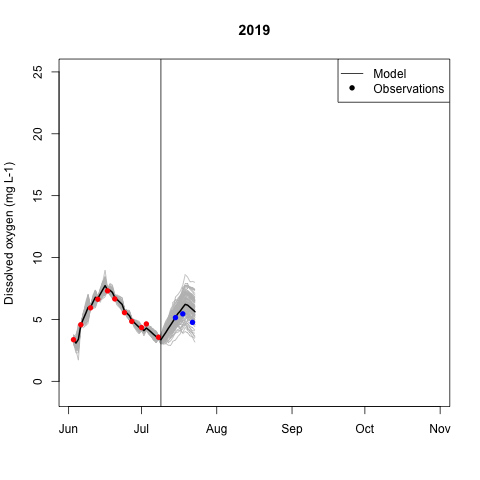 2019
Model
Observations
Dissolved oxygen (mg L-1)
25
20
15
10
5
0
Jun Jul Aug Sep Oct Nov